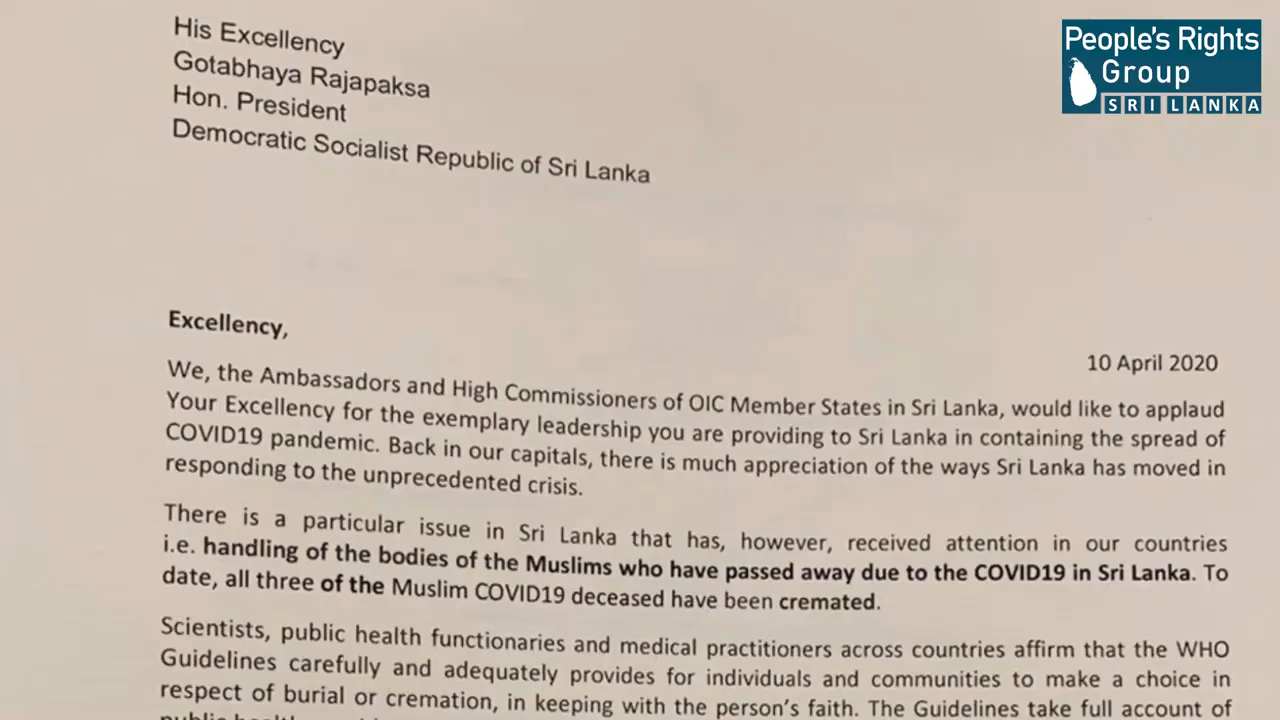 People's Rights
Group
SRI LANKA
His Excellency
Gotabhaya Rajapaksa
Hon. President
Democratic Socialist Republic of Sri Lanka
Excellency,
10 April 2020
We, the Ambassadors and High Commissioners of OIC Member States in Sri Lanka, would like to applaud
Your Excellency for the exemplary leadership you are providing to Sri Lanka in containing the spread of
COVID19 pandemic. Back in our capitals, there is much appreciation of the ways Sri Lanka has moved in
responding to the unprecedented crisis.
There is a particular issue in Sri Lanka that has, however, received attention in our countries
i.e. handling of the bodies of the Muslims who have passed away due to the COVID19 in Sri Lanka. To
date, all three of the Muslim COVID19 deceased have been cremated.
Scientists, public health functionaries and medical practitioners across countries affirm that the WHO
Guidelines carefully and adequately provides for individuals and communities to make a choice in
respect of burial or cremation, in keeping with the person's faith. The Guidelines take full account of